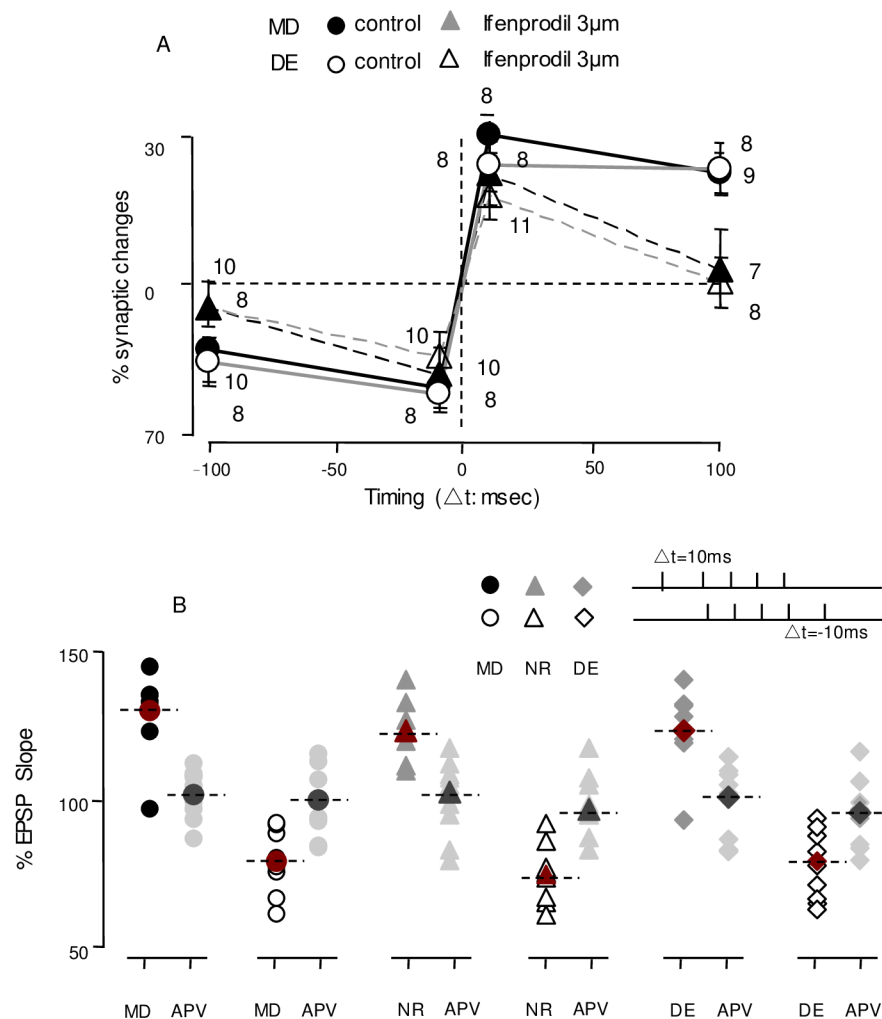 MD control Ifenprodil 3µm
A
DE control Ifenprodil 3µm
8
30
8 8 8
9
11
% synaptic changes
10
0
8
7
8
10
10
10
8
8 8
70
-100 -50 0 50 100
Timing (△t: msec)
△t=10ms
B
△t=-10ms
MD NR DE
150
% EPSP Slope
100
50
MD APV MD APV NR APV NR APV DE APV DE APV